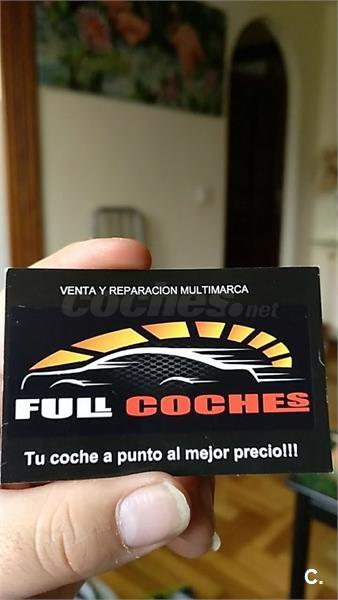 VENTA Y REPARACION MULTIMARCA
coches.net
FULL COCHES
Tu coche a punto al mejor precio!!!
C.